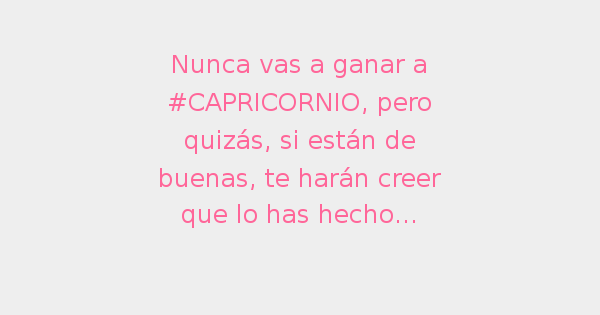 Nunca vas a ganar a
#CAPRICORNIO, pero
quizás, si están de
buenas, te harán creer
que lo has hecho...